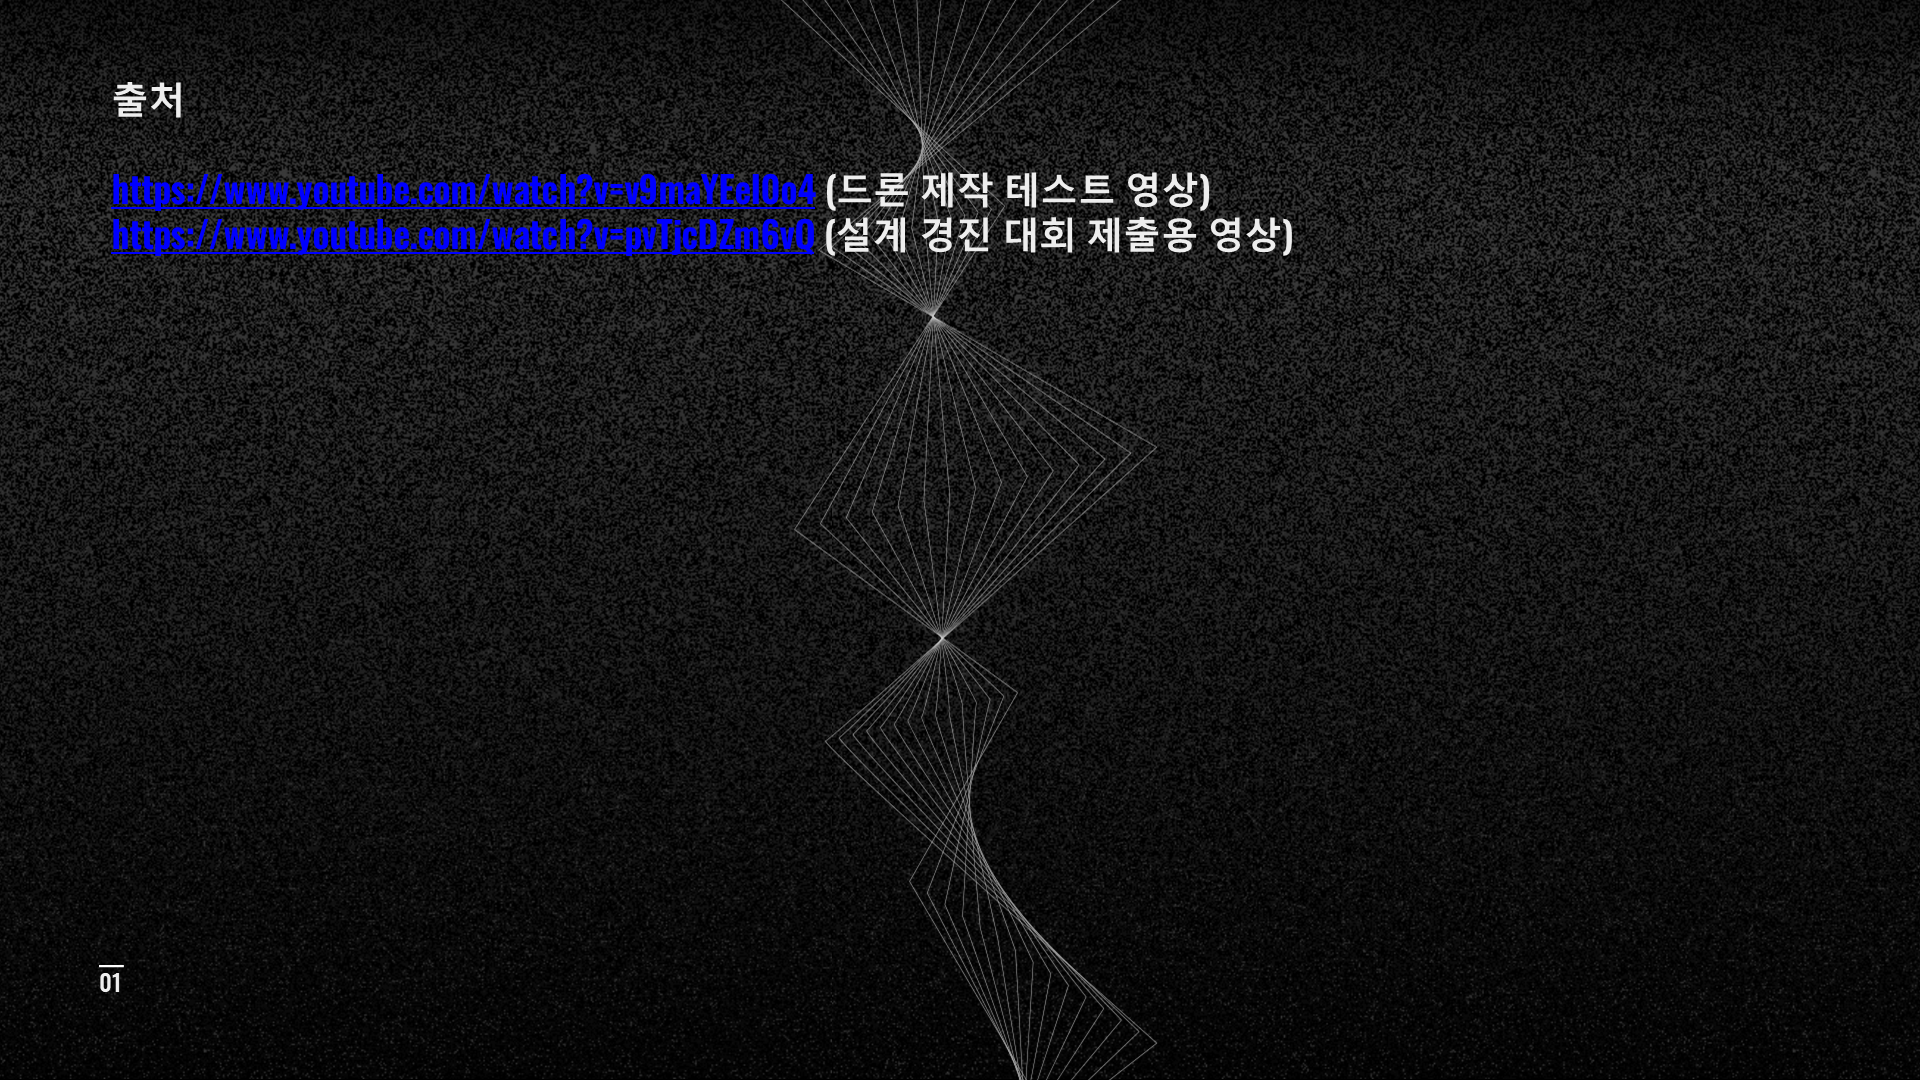 출처
https://www.youtube.com/watch?v=v9maYEeI0o4 (드론 제작 테스트 영상)
https://www.youtube.com/watch?v=pvTjcDZm6vQ (설계 경진 대회 제출용 영상)
01